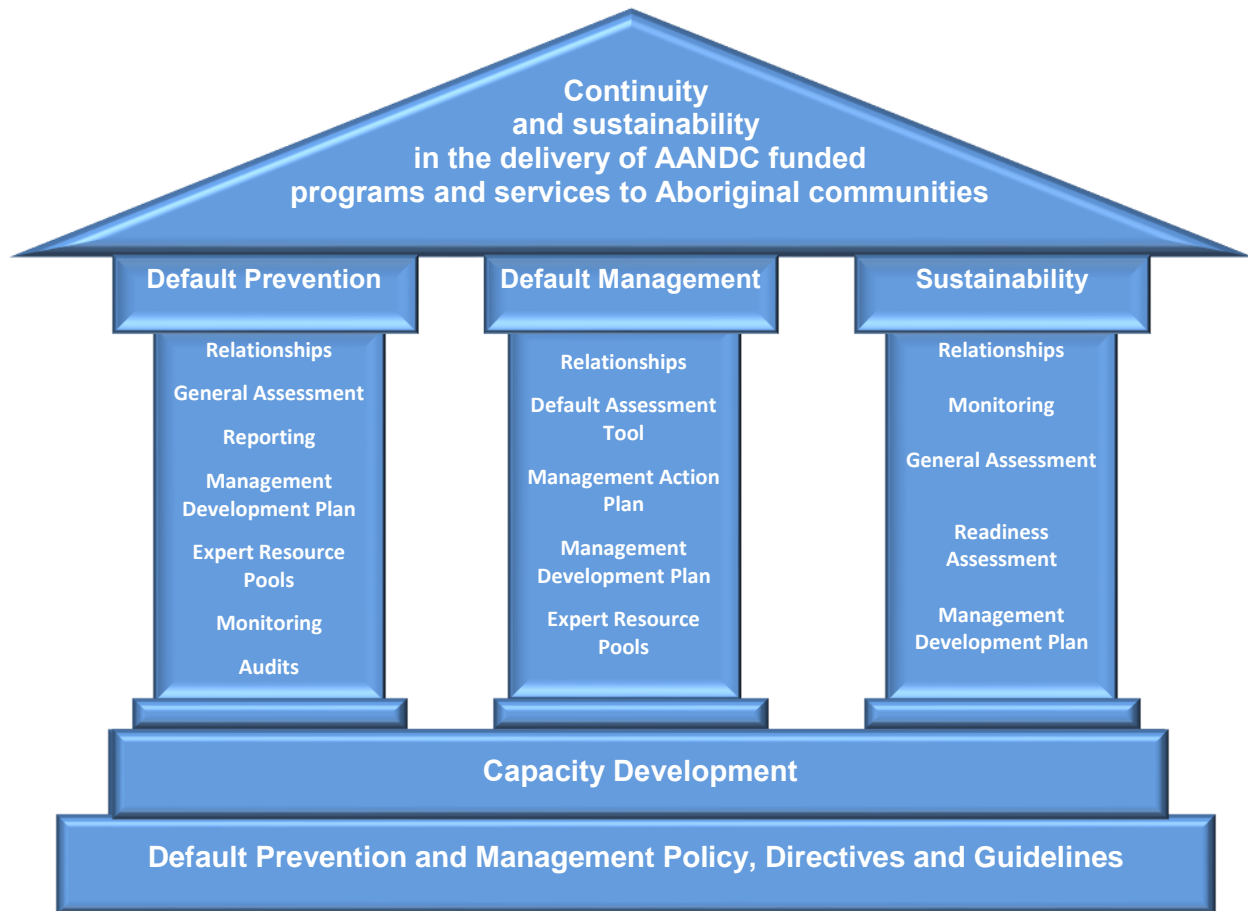 Continuity
and sustainability
in the delivery of AANDC funded
programs and services to Aboriginal communities
Default Prevention
Relationships
General Assessment
Reporting
Management
Development Plan
Expert Resource
Pools
Monitoring
Audits
Default Management
Relationships
Default Assessment
Tool
Management Action
Plan
Management
Development Plan
Expert Resource
Pools
Sustainability
Relationships
Monitoring
General Assessment
Readiness
Assessment
Management
Development Plan
Capacity Development
Default Prevention and Management Policy, Directives and Guidelines